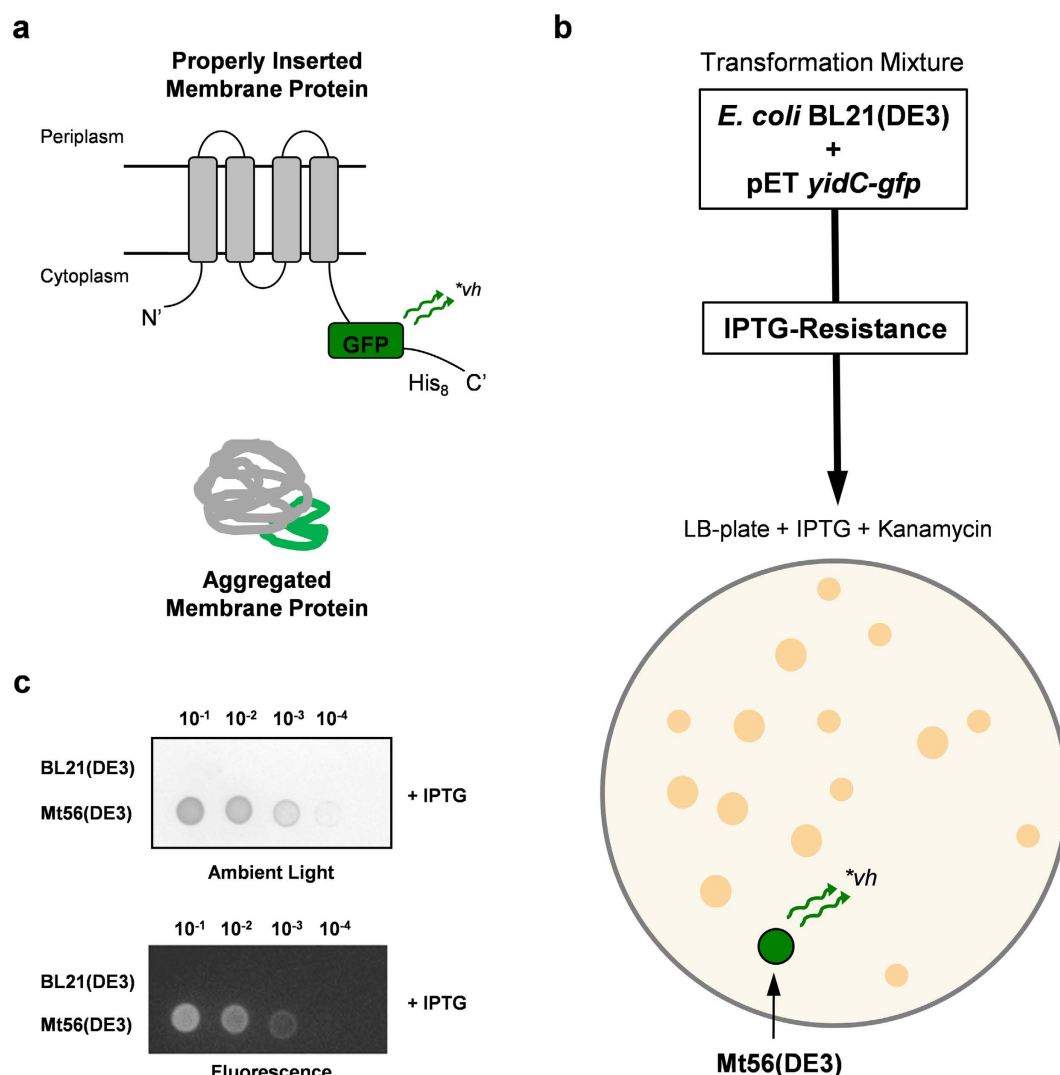 a
Properly Inserted
Membrane Protein
Periplasm
Cytoplasm
N’
*vh
GFP
His₈ C’
Aggregated
Membrane Protein
b
Transformation Mixture
E. coli BL21(DE3)
+
pET yidC-gfp
IPTG-Resistance
LB-plate + IPTG + Kanamycin
*vh
Mt56(DE3)
c
10⁻¹ 10⁻² 10⁻³ 10⁻⁴
BL21(DE3)
Mt56(DE3)
+ IPTG
Ambient Light
10⁻¹ 10⁻² 10⁻³ 10⁻⁴
BL21(DE3)
Mt56(DE3)
+ IPTG
Fluorescence